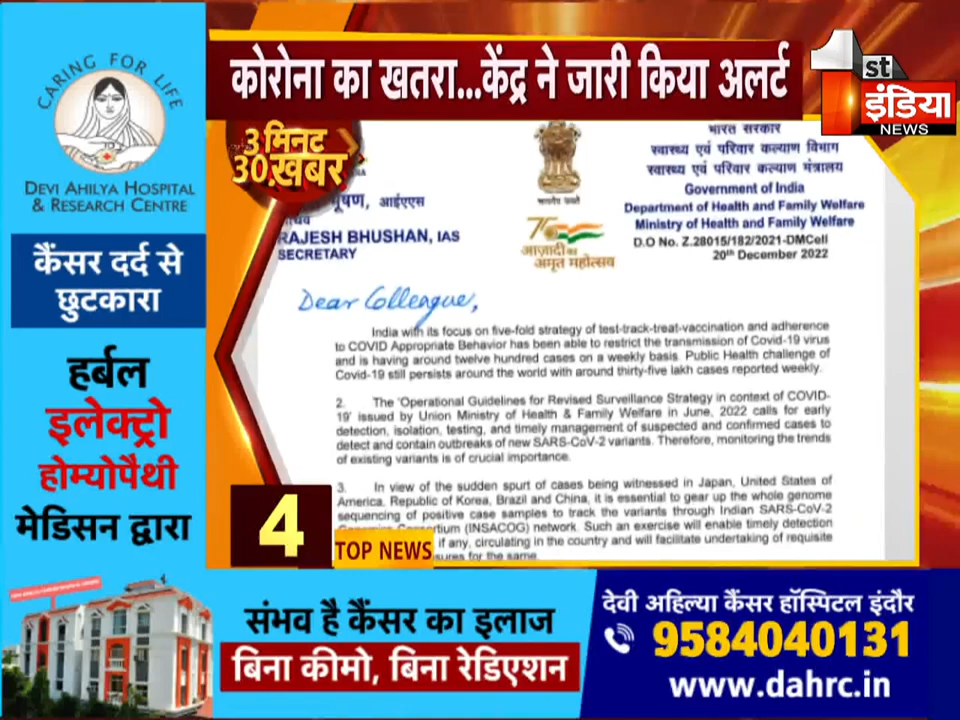 कोरोना का खतरा...केंद्र ने जारी किया अलर्ट
1st
इंडिया
NEWS
3 मिनट
30 ख़बर
CARING FOR LIFE
DEVI AHILYA HOSPITAL
& RESEARCH CENTRE
कैंसर दर्द से
छुटकारा
हर्बल
इलेक्ट्रो
होम्योपैथी
मेडिसन द्वारा
भूषण, आईएएस
RAJESH BHUSHAN, IAS
SECRETARY
आज़ादी का
अमृत महोत्सव
भारत सरकार
स्वास्थ्य एवं परिवार कल्याण विभाग
स्वास्थ्य एवं परिवार कल्याण मंत्रालय
Government of India
Department of Health and Family Welfare
Ministry of Health and Family Welfare
D.O No. Z.28015/182/2021-DMCell
20th December 2022
Dear Colleague,
India with its focus on five-fold strategy of test-track-treat-vaccination and adherence
to COVID Appropriate Behavior has been able to restrict the transmission of Covid-19 virus
and is having around twelve hundred cases on a weekly basis. Public Health challenge of
Covid-19 still persists around the world with around thirty-five lakh cases reported weekly.
2. The 'Operational Guidelines for Revised Surveillance Strategy in context of COVID-
19' issued by Union Ministry of Health & Family Welfare in June, 2022 calls for early
detection, isolation, testing, and timely management of suspected and confirmed cases to
detect and contain outbreaks of new SARS-CoV-2 variants. Therefore, monitoring the trends
of existing variants is of crucial importance.
3. In view of the sudden spurt of cases being witnessed in Japan, United States of
America, Republic of Korea, Brazil and China, it is essential to gear up the whole genome
sequencing of positive case samples to track the variants through Indian SARS-CoV-2
(INSACOG) network. Such an exercise will enable timely detection
if any, circulating in the country and will facilitate undertaking of requisite
for the same.
4
TOP NEWS
संभव है कैंसर का इलाज
बिना कीमो, बिना रेडिएशन
देवी अहिल्या कैंसर हॉस्पिटल इंदौर
9584040131
www.dahrc.in